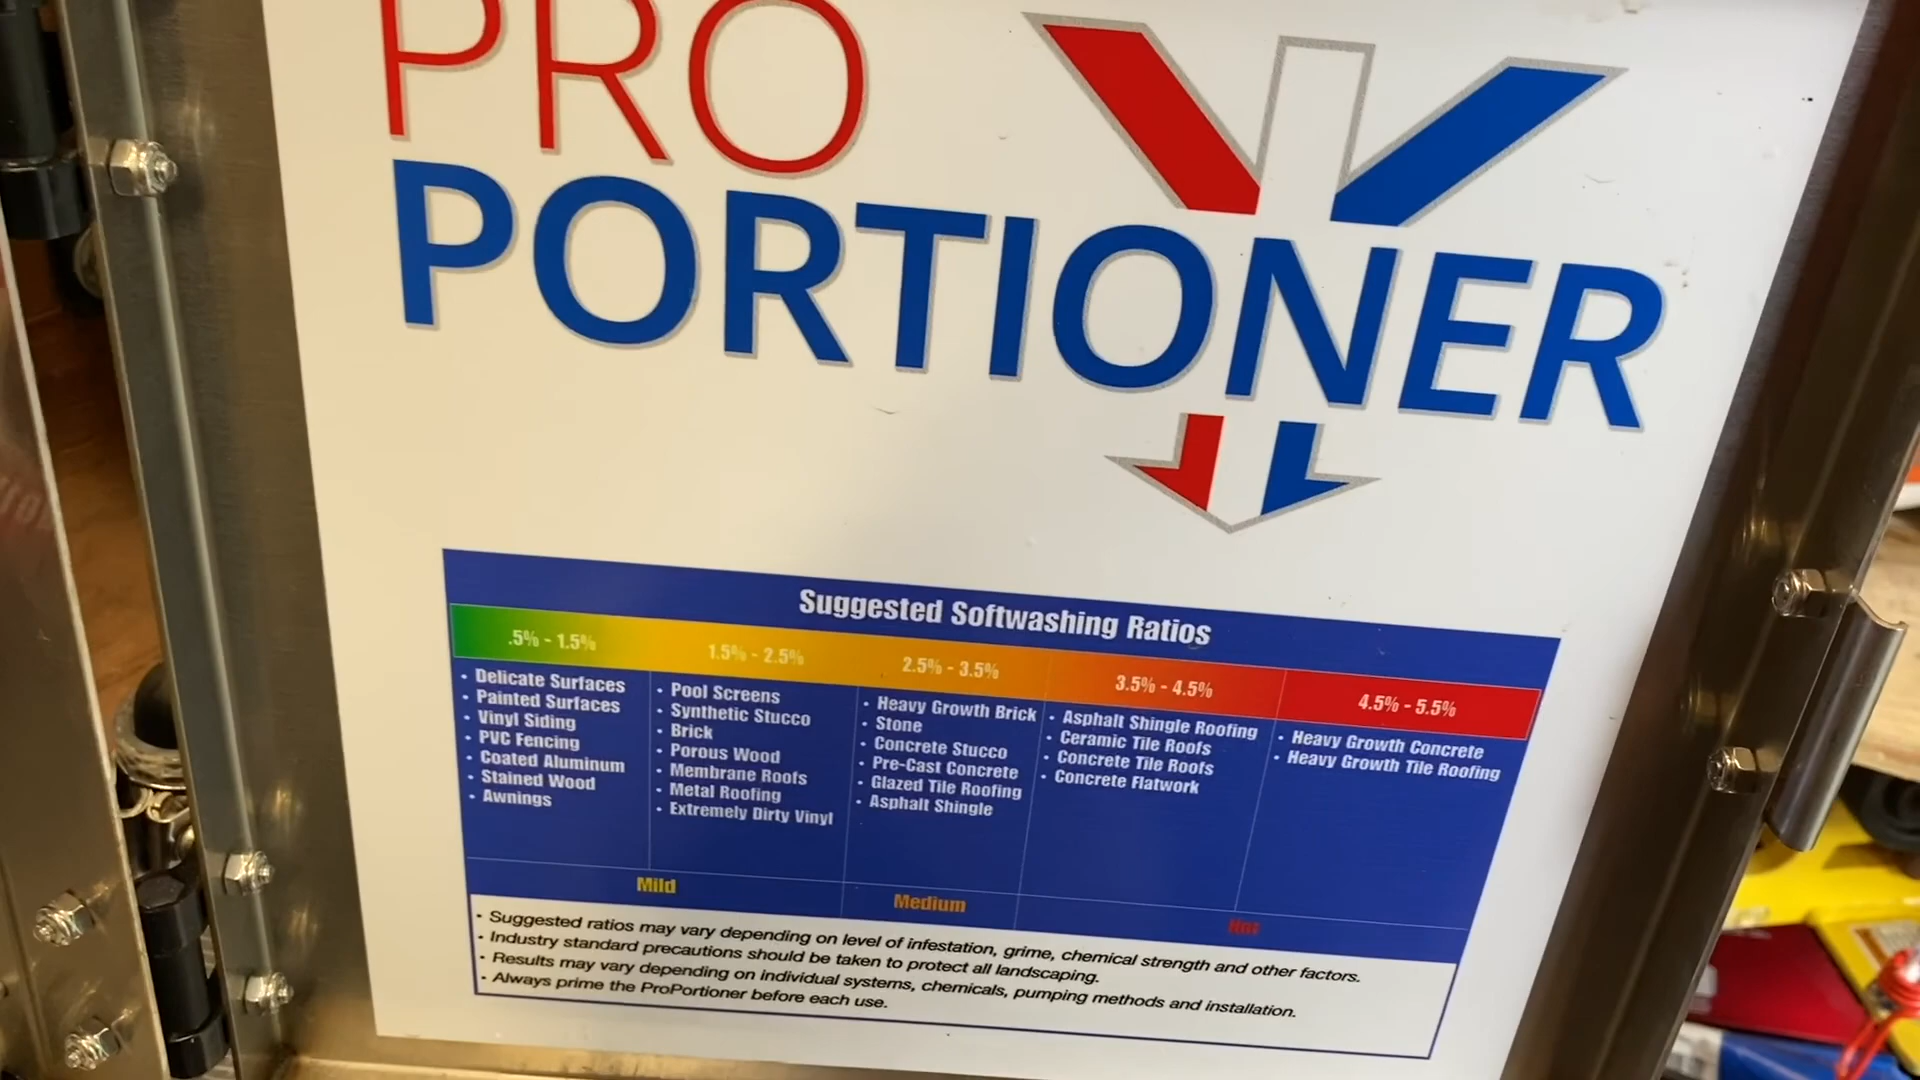 PRO
PORTIONER
Suggested Softwashing Ratios
.5% - 1.5%
• Delicate Surfaces
• Painted Surfaces
• Vinyl Siding
• PVC Fencing
• Coated Aluminum
• Stained Wood
• Awnings
1.5% - 2.5%
• Pool Screens
• Synthetic Stucco
• Brick
• Porous Wood
• Membrane Roofs
• Metal Roofing
• Extremely Dirty Vinyl
2.5% - 3.5%
• Heavy Growth Brick
• Stone
• Concrete Stucco
• Pre-Cast Concrete
• Glazed Tile Roofing
• Asphalt Shingle
3.5% - 4.5%
• Asphalt Shingle Roofing
• Ceramic Tile Roofs
• Concrete Tile Roofs
• Concrete Flatwork
4.5% - 5.5%
• Heavy Growth Concrete
• Heavy Growth Tile Roofing
Mild
Medium
Hot
• Suggested ratios may vary depending on level of infestation, grime, chemical strength and other factors.
• Industry standard precautions should be taken to protect all landscaping.
• Results may vary depending on individual systems, chemicals, pumping methods and installation.
• Always prime the ProPortioner before each use.